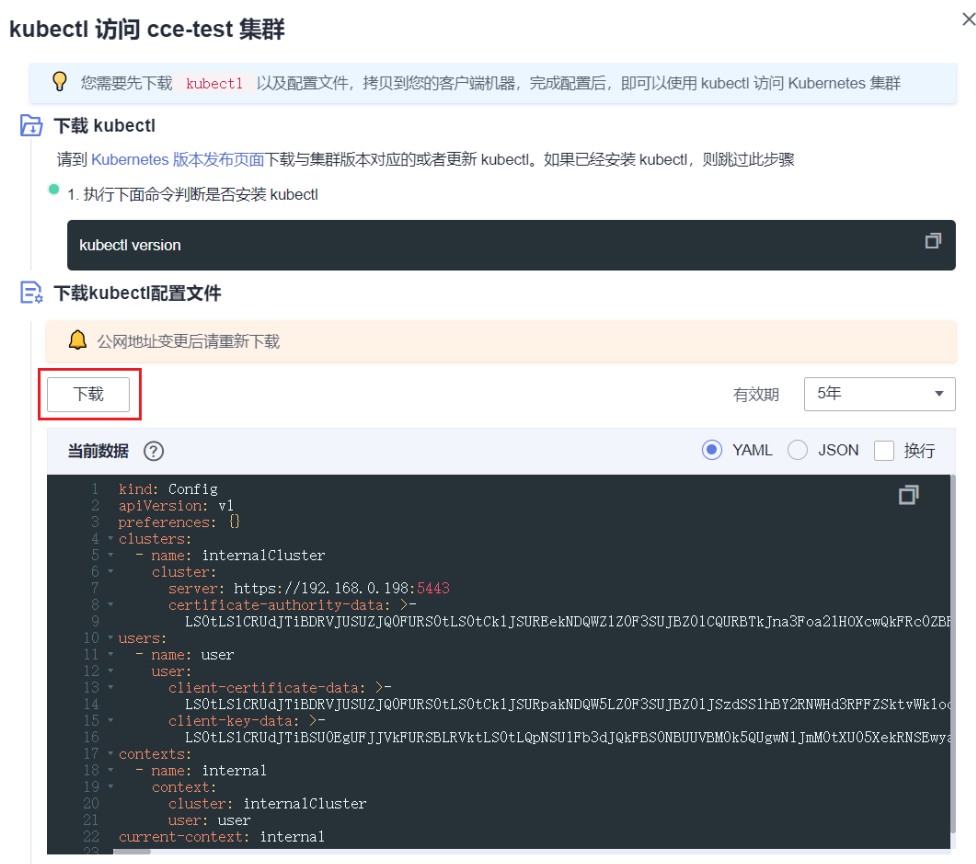 kubectl 访问 cce-test 集群
您需要先下载 kubectl 以及配置文件，拷贝到您的客户端机器，完成配置后，即可以使用 kubectl 访问 Kubernetes 集群
下载 kubectl
请到 Kubernetes 版本发布页面下载与集群版本对应的或者更新 kubectl。如果已经安装 kubectl，则跳过此步骤
1. 执行下面命令判断是否安装 kubectl
kubectl version
下载kubectl配置文件
公网地址变更后请重新下载
下载 有效期 5年
当前数据 ? YAML JSON 换行
1 kind: Config
2 apiVersion: v1
3 preferences: {}
4 clusters:
5 - name: internalCluster
6 cluster:
7 server: https://192.168.0.198:5443
8 certificate-authority-data: >-
9
10 users:
11 - name: user
12 user:
13 client-certificate-data: >-
14
15 client-key-data: >-
16
17 contexts:
18 - name: internal
19 context:
20 cluster: internalCluster
21 user: user
22 current-context: internal
23